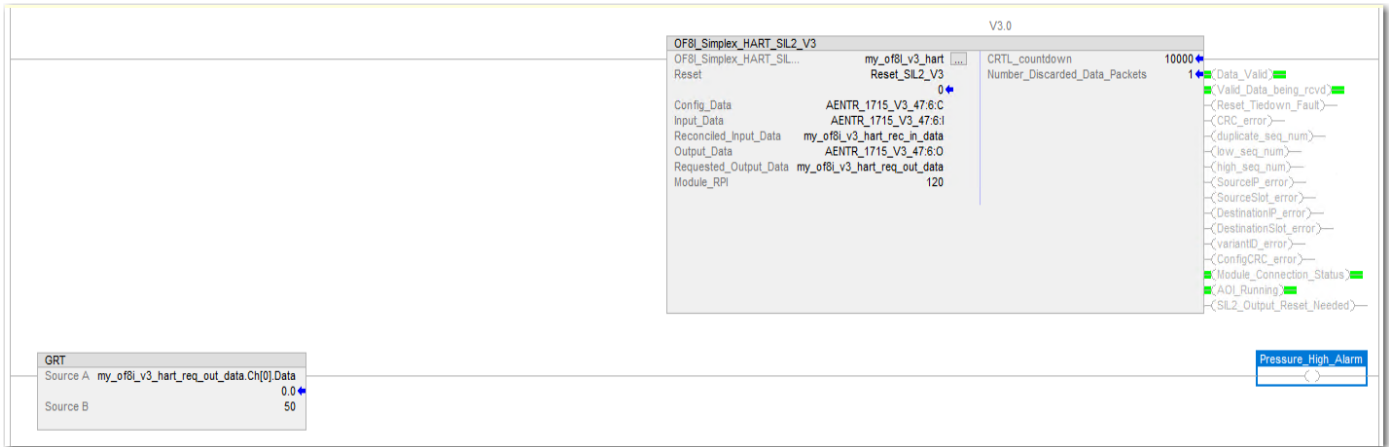 V3.0
OF8I_Simplex_HART_SIL2_V3
OF8I_Simplex_HART_SIL... my_of8I_v3_hart ...
Reset Reset_SIL2_V3
0
Config_Data AENTR_1715_V3_47:6:C
Input_Data AENTR_1715_V3_47:6:I
Reconciled_Input_Data my_of8i_v3_hart_rec_in_data
Output_Data AENTR_1715_V3_47:6:O
Requested_Output_Data my_of8i_v3_hart_req_out_data
Module_RPI 120
CRTL_countdown 10000
Number_Discarded_Data_Packets 1
(Data_Valid)
(Valid_Data_being_rcvd)
(Reset_Tiedown_Fault)
(CRC_error)
(duplicate_seq_num)
(low_seq_num)
(high_seq_num)
(SourceIP_error)
(SourceSlot_error)
(DestinationIP_error)
(DestinationSlot_error)
(variantID_error)
(ConfigCRC_error)
(Module_Connection_Status)
(AOI_Running)
(SIL2_Output_Reset_Needed)
GRT
Source A my_of8i_v3_hart_req_out_data.Ch[0].Data
0.0
Source B 50
Pressure_High_Alarm